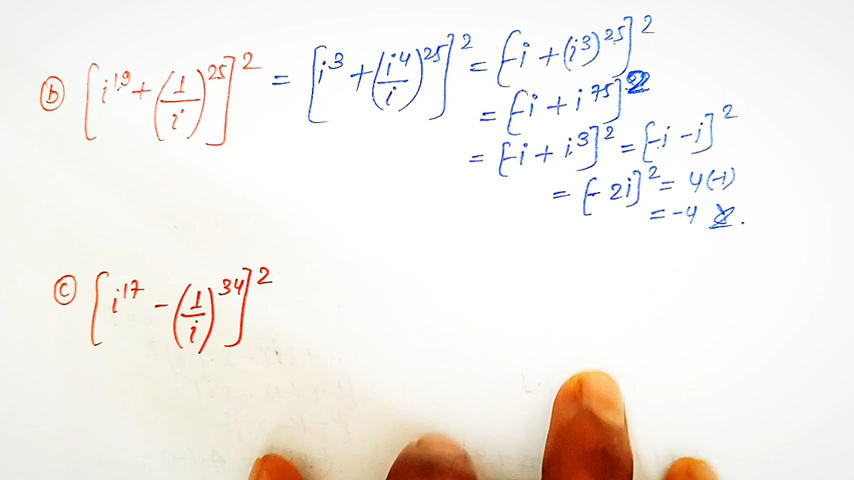 ⓑ [i¹⁹ + (1/i)²⁵]² = [i³ + (i⁴/i)²⁵]² = [-i + (i³)²⁵]²
= [-i + i⁷⁵]²
= [-i + i³]² = [-i - i]²
= [-2i]² = 4(-1)
= -4
ⓒ [i¹⁷ - (1/i)³⁴]²